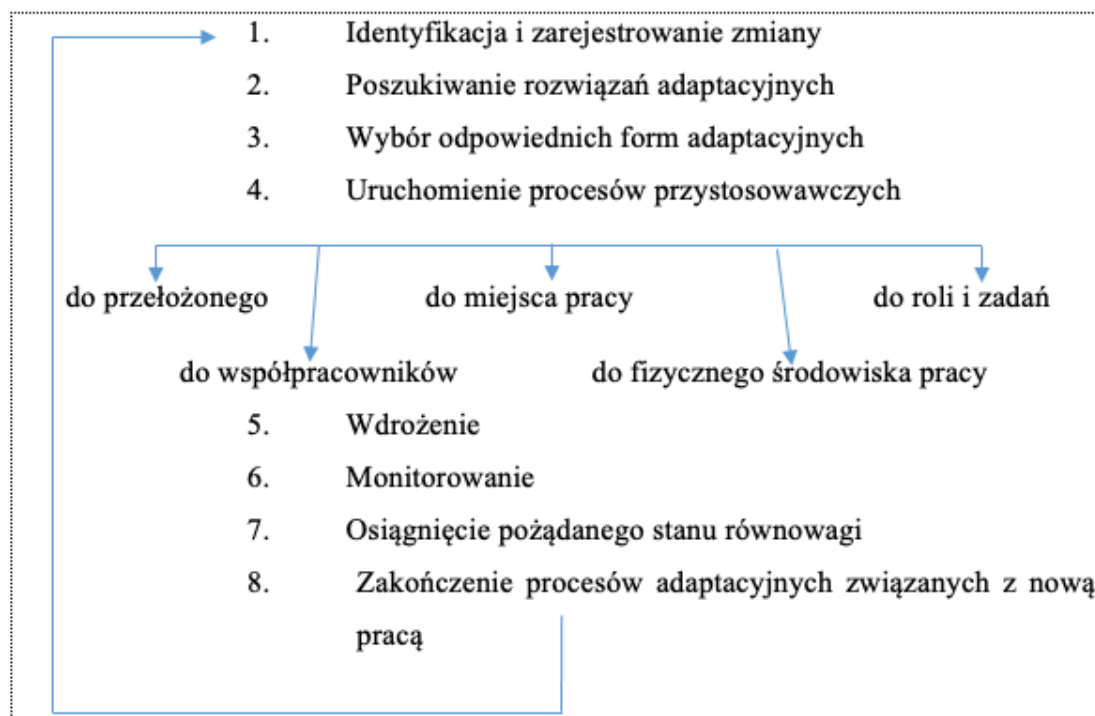 1. Identyfikacja i zarejestrowanie zmiany
2. Poszukiwanie rozwiązań adaptacyjnych
3. Wybór odpowiednich form adaptacyjnych
4. Uruchomienie procesów przystosowawczych
do przełożonego do miejsca pracy do roli i zadań
do współpracowników do fizycznego środowiska pracy
5. Wdrożenie
6. Monitorowanie
7. Osiągnięcie pożądanego stanu równowagi
8. Zakończenie procesów adaptacyjnych związanych z nową
pracą